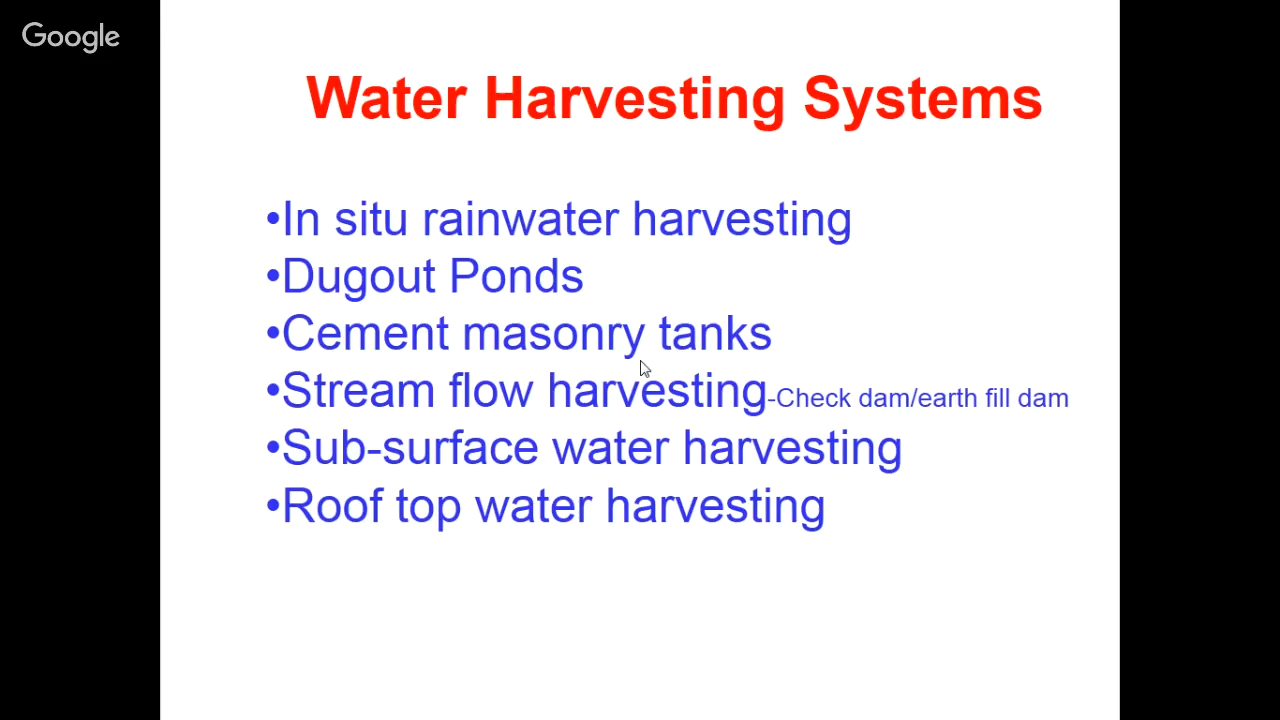 Google
Water Harvesting Systems
•In situ rainwater harvesting
•Dugout Ponds
•Cement masonry tanks
•Stream flow harvesting-Check dam/earth fill dam
•Sub-surface water harvesting
•Roof top water harvesting